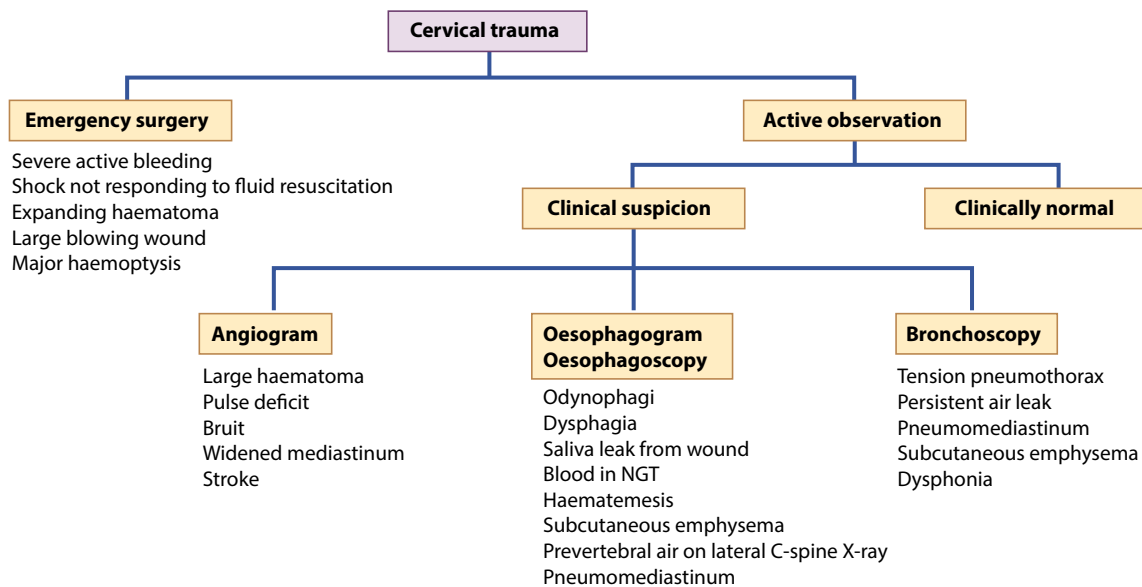 Cervical trauma
Emergency surgery
Severe active bleeding
Shock not responding to fluid resuscitation
Expanding haematoma
Large blowing wound
Major haemoptysis
Active observation
Clinical suspicion
Clinically normal
Angiogram
Large haematoma
Pulse deficit
Bruit
Widened mediastinum
Stroke
Oesophagogram
Oesophagoscopy
Odynophagi
Dysphagia
Saliva leak from wound
Blood in NGT
Haematemesis
Subcutaneous emphysema
Prevertebral air on lateral C-spine X-ray
Pneumomediastinum
Bronchoscopy
Tension pneumothorax
Persistent air leak
Pneumomediastinum
Subcutaneous emphysema
Dysphonia